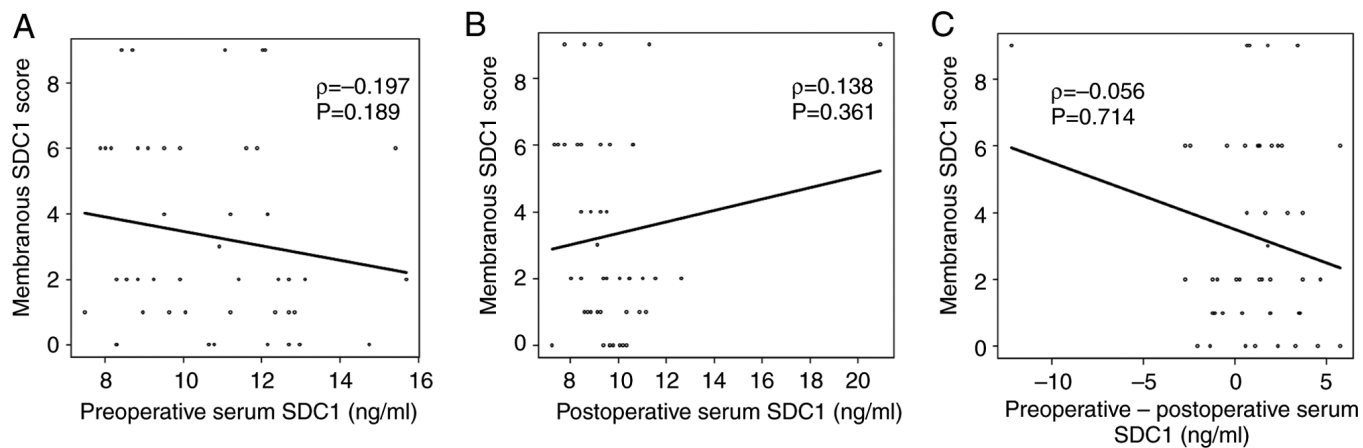 A
Membranous SDC1 score
8
6
4
2
0
ρ=–0.197
P=0.189
8
10
12
14
16
Preoperative serum SDC1 (ng/ml)
B
Membranous SDC1 score
8
6
4
2
0
ρ=0.138
P=0.361
8
10
12
14
16
18
20
Postoperative serum SDC1 (ng/ml)
C
Membranous SDC1 score
8
6
4
2
0
ρ=–0.056
P=0.714
–10
–5
0
5
Preoperative – postoperative serum
SDC1 (ng/ml)